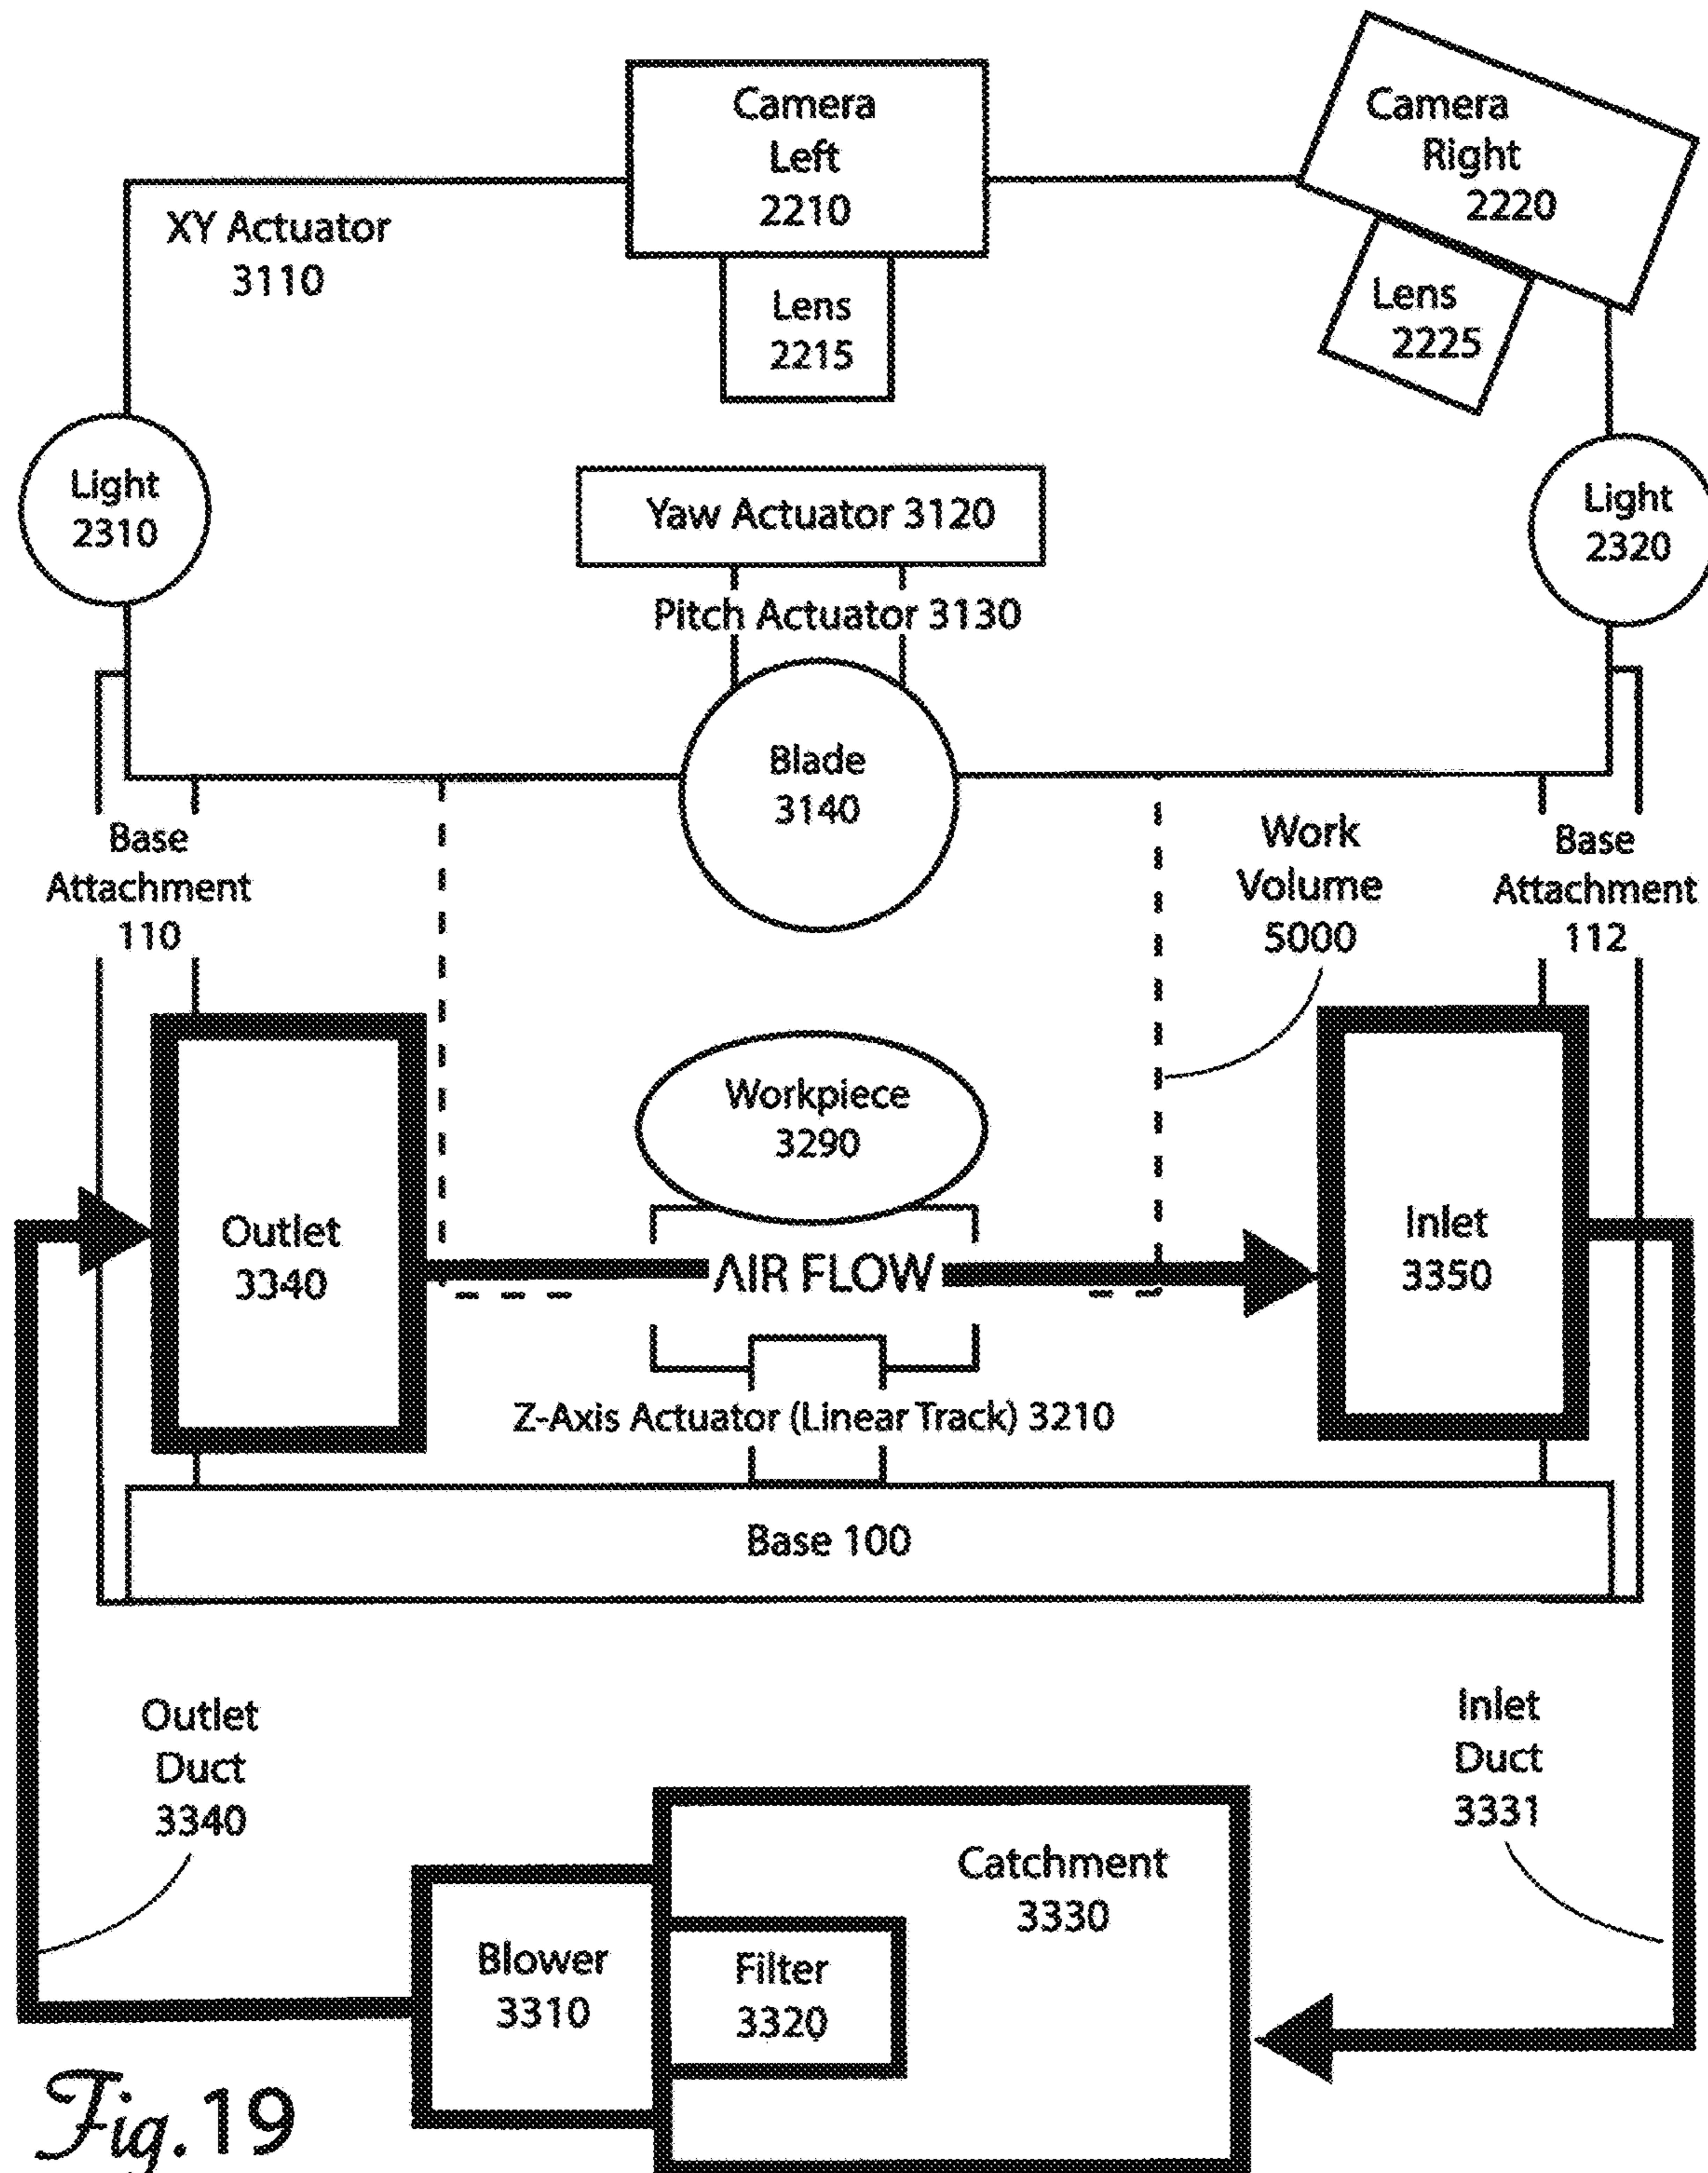 Camera
Left
2210
Camera
Right
2220
XY Actuator
3110
Lens
2215
Lens
2225
Light
2310
Yaw Actuator 3120
Light
2320
Pitch Actuator 3130
Blade
3140
Base
Attachment
110
Work
Volume
5000
Base
Attachment
112
Workpiece
3290
Outlet
3340
AIR FLOW
Inlet
3350
Z-Axis Actuator (Linear Track) 3210
Base 100
Outlet
Duct
3340
Inlet
Duct
3331
Catchment
3330
Blower
3310
Filter
3320
Fig. 19